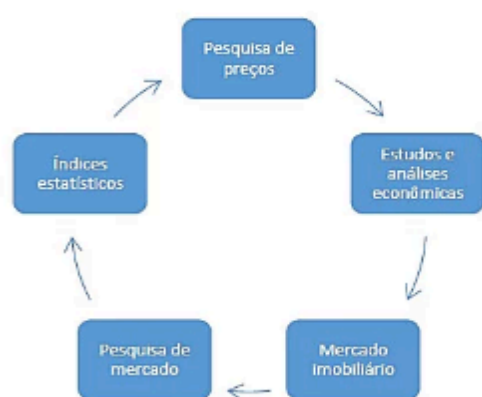 Pesquisa de
preços
Estudos e
análises
econômicas
Mercado
imobiliário
Pesquisa de
mercado
Índices
estatísticos